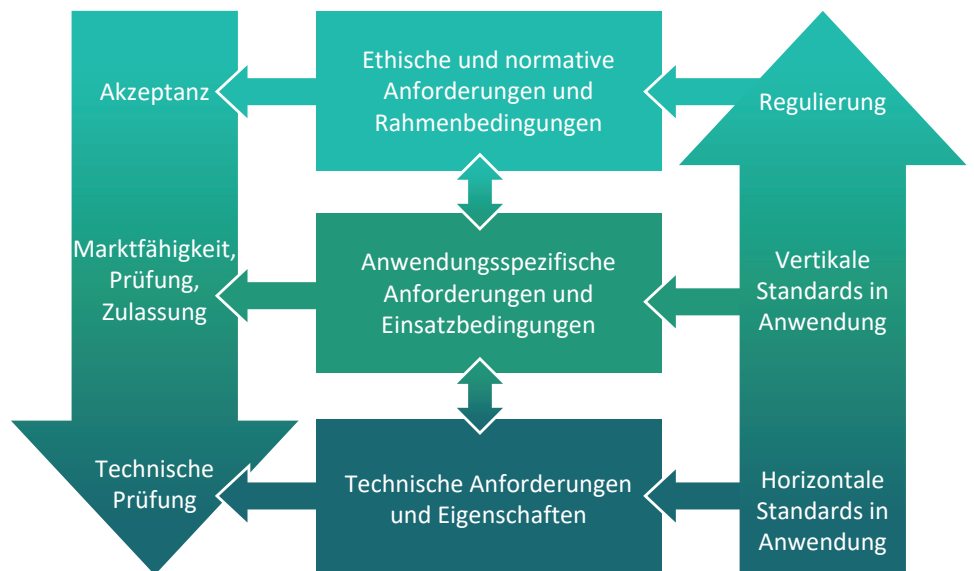 Akzeptanz
Ethische und normative
Anforderungen und
Rahmenbedingungen
Regulierung
Marktfähigkeit,
Prüfung,
Zulassung
Anwendungsspezifische
Anforderungen und
Einsatzbedingungen
Vertikale
Standards in
Anwendung
Technische
Prüfung
Technische Anforderungen
und Eigenschaften
Horizontale
Standards in
Anwendung